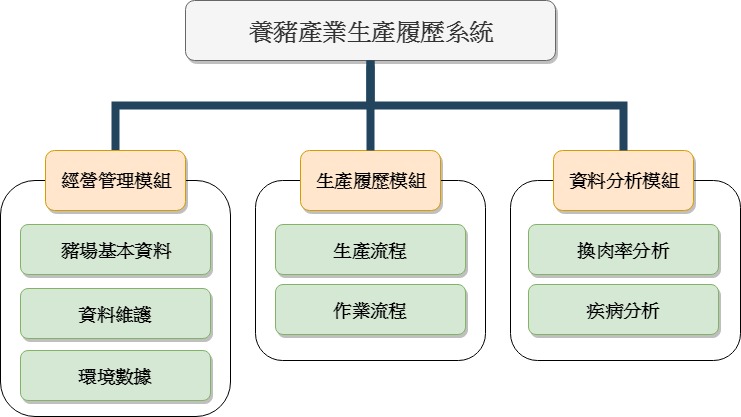 養豬產業生產履歷系統
經營管理模組
豬場基本資料
資料維護
環境數據
生產履歷模組
生產流程
作業流程
資料分析模組
換肉率分析
疾病分析